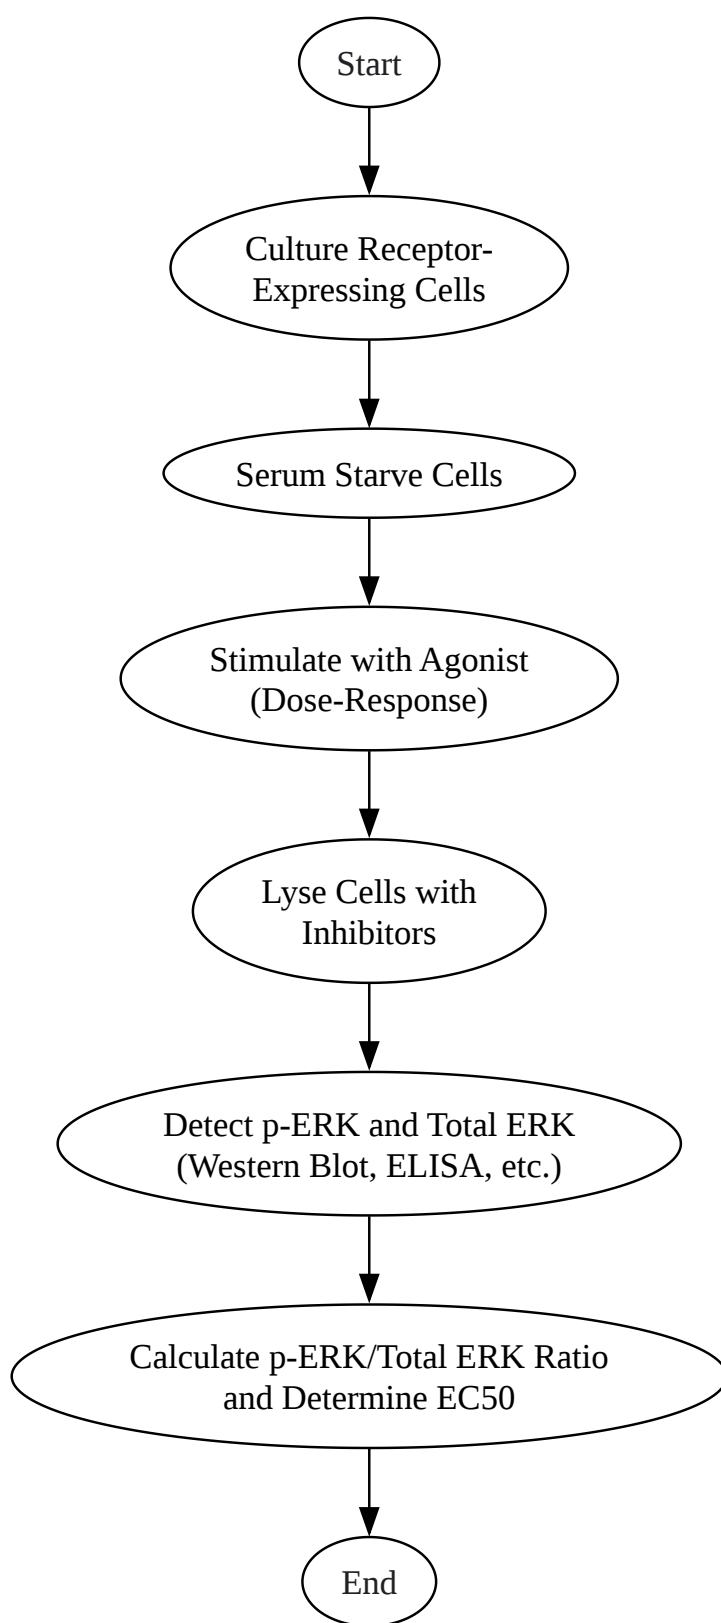 Start
Culture Receptor-
Expressing Cells
Serum Starve Cells
Stimulate with Agonist
(Dose-Response)
Lyse Cells with
Inhibitors
Detect p-ERK and Total ERK
(Western Blot, ELISA, etc.)
Calculate p-ERK/Total ERK Ratio
and Determine EC50
End